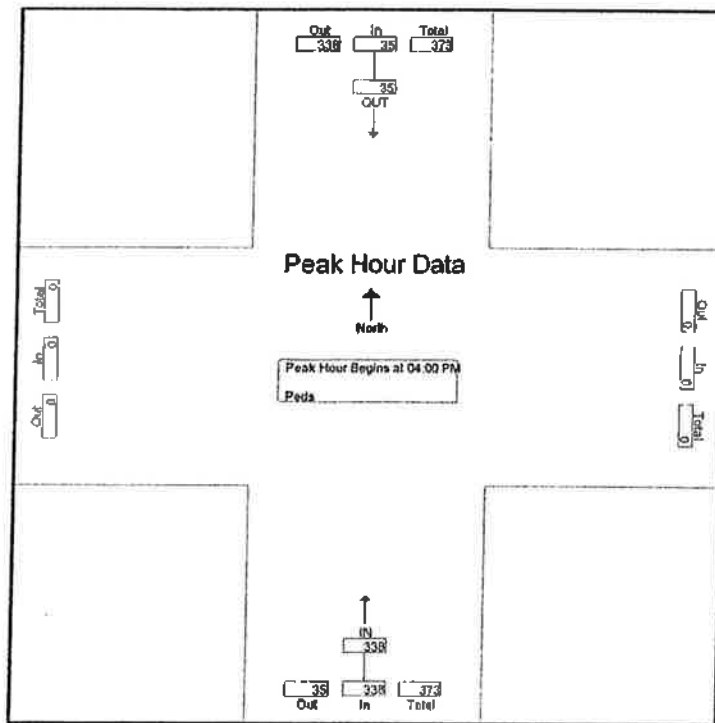 Out In Total
338 35 373
35
OUT
Peak Hour Data
North
Peak Hour Begins at 04:00 PM
Peds
Total 0
In 0
Out 0
Out 0
In 0
Total 0
IN
338
35 338 373
Out In Total